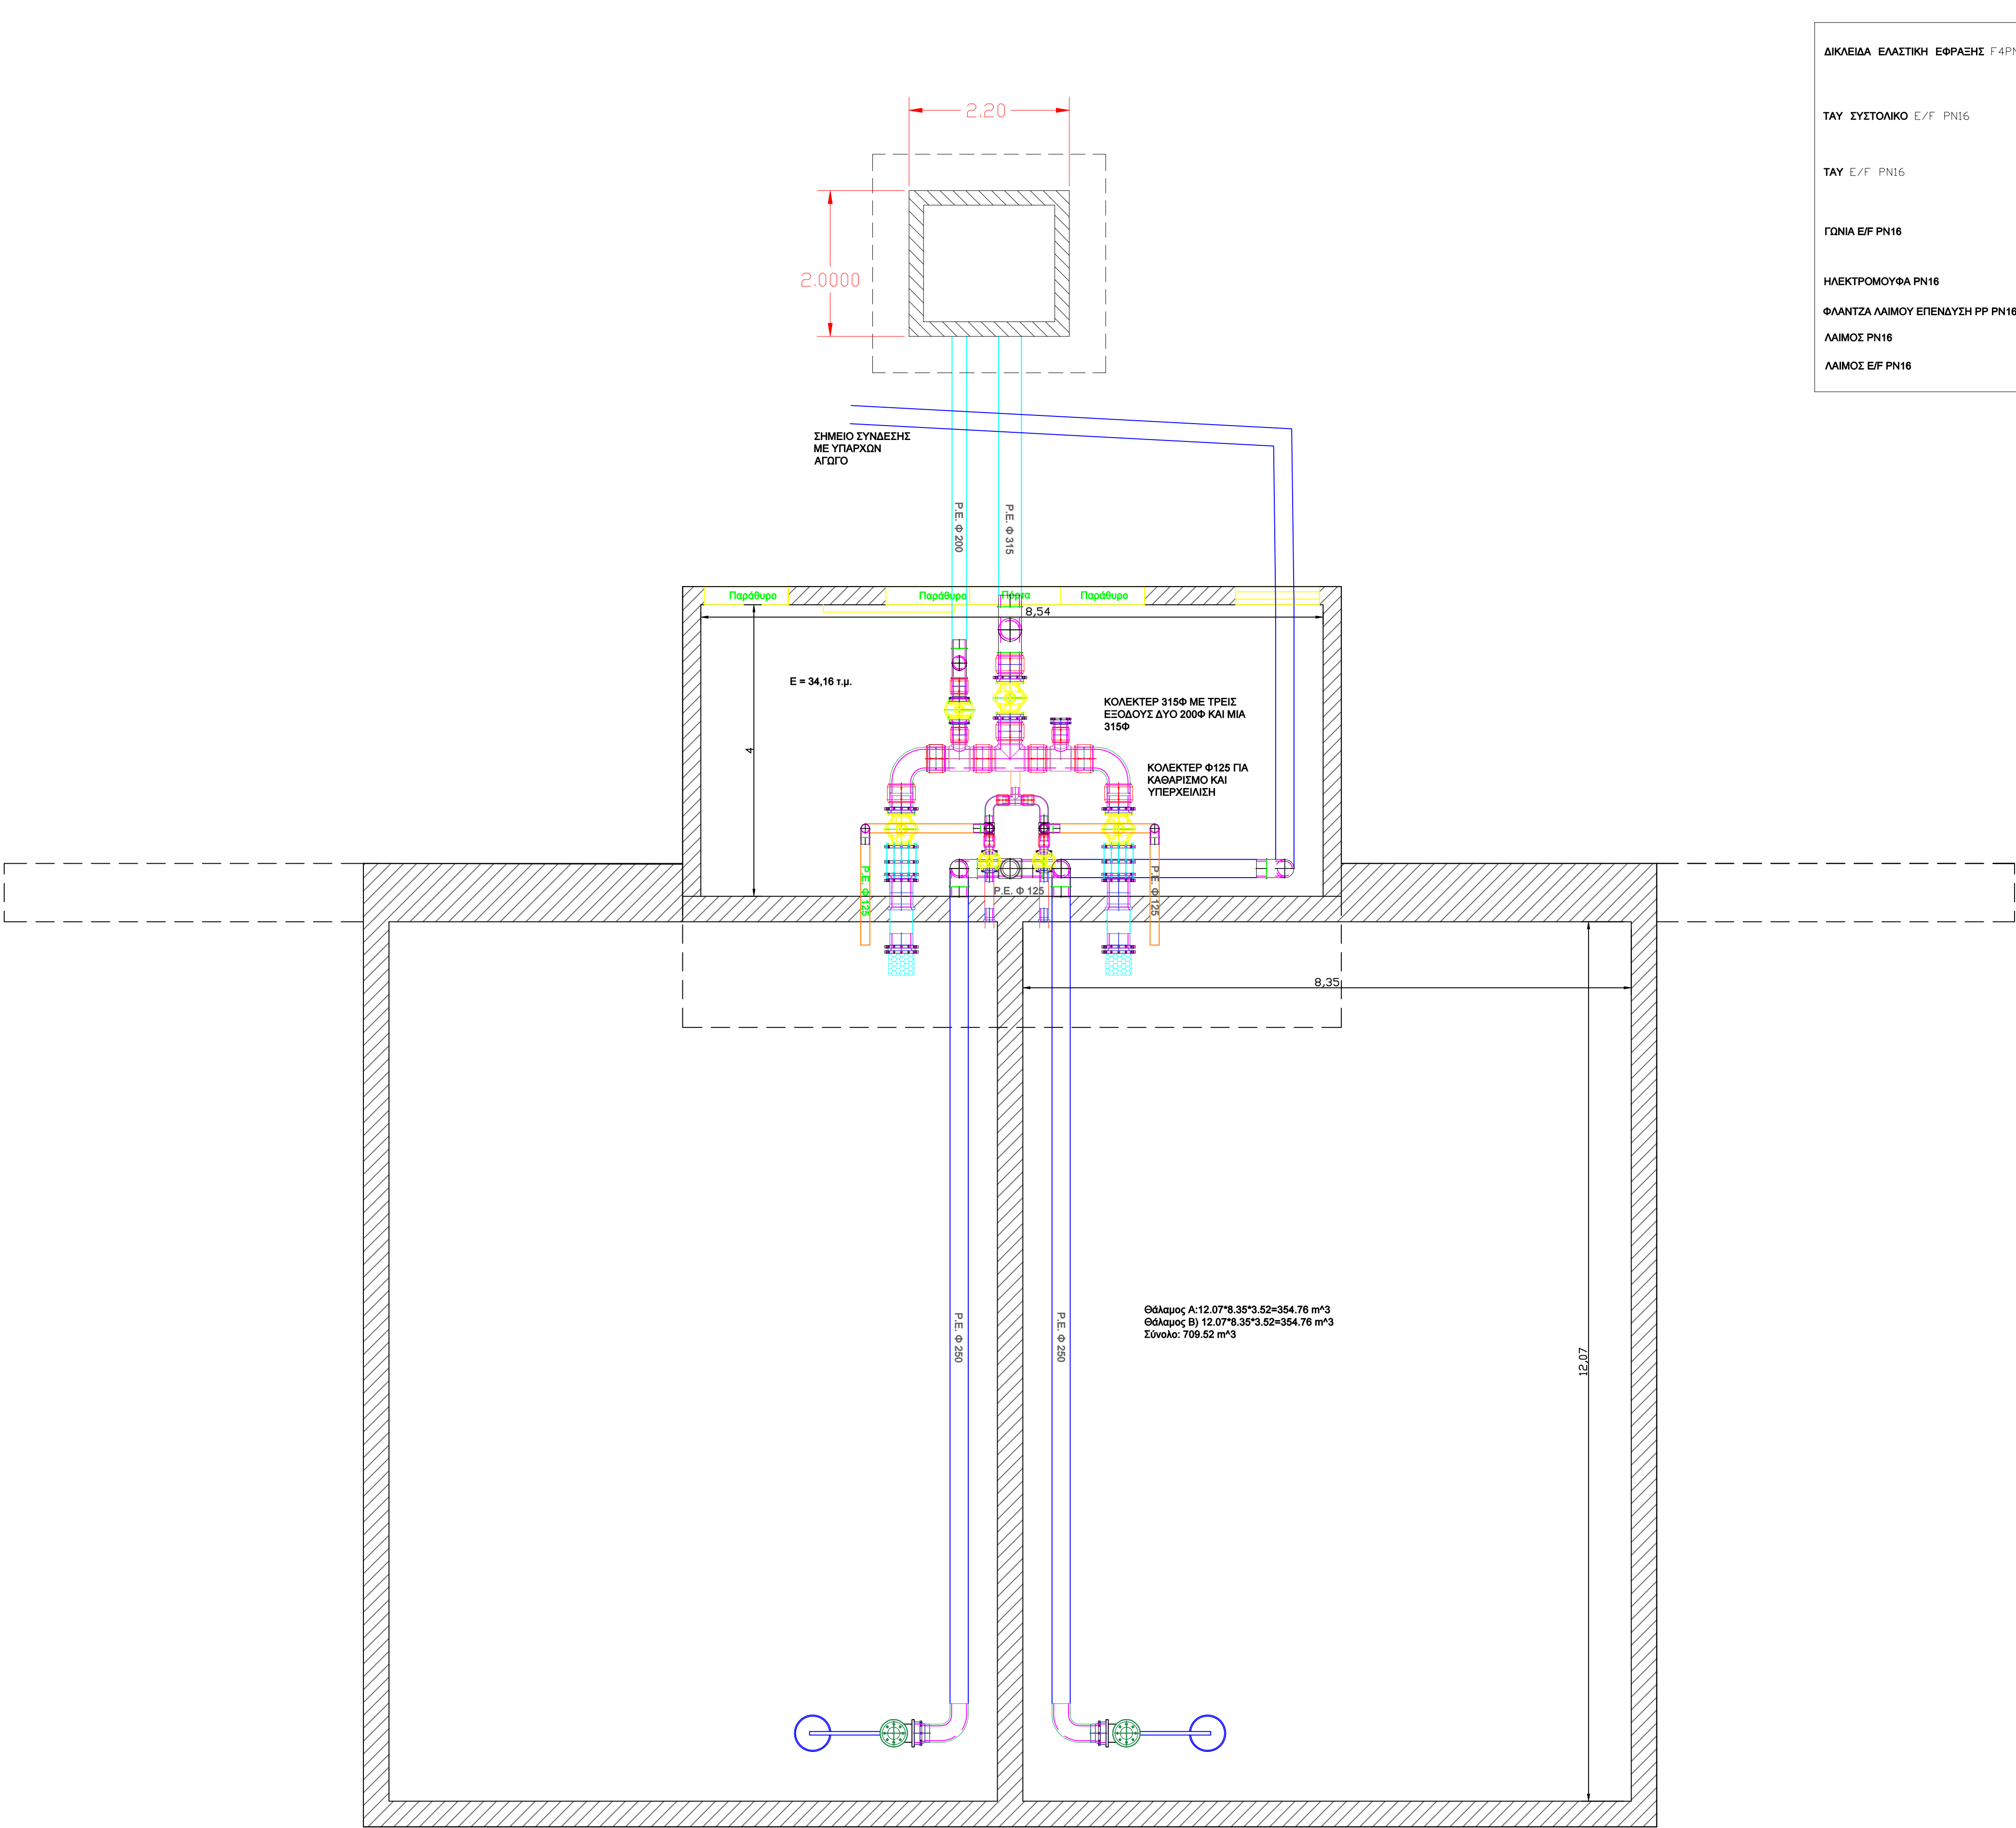 ΔΙΚΛΕΙΔΑ ΕΛΑΣΤΙΚΗ ΕΦΡΑΞΗΣ F4PN
ΤΑΥ ΣΥΣΤΟΛΙΚΟ E/F PN16
ΤΑΥ E/F PN16
ΓΩΝΙΑ E/F PN16
ΗΛΕΚΤΡΟΜΟΥΦΑ PN16
ΦΛΑΝΤΖΑ ΛΑΙΜΟΥ ΕΠΕΝΔΥΣΗ PP PN16
ΛΑΙΜΟΣ PN16
ΛΑΙΜΟΣ E/F PN16
2.20
2.0000
ΣΗΜΕΙΟ ΣΥΝΔΕΣΗΣ
ΜΕ ΥΠΑΡΧΩΝ
ΑΓΩΓΟ
P.E. Φ 200
P.E. Φ 315
Παράθυρο
Παράθυρο
Πόρτα
Παράθυρο
8,54
E = 34,16 τ.μ.
4
ΚΟΛΕΚΤΕΡ 315Φ ΜΕ ΤΡΕΙΣ
ΕΞΟΔΟΥΣ ΔΥΟ 200Φ ΚΑΙ ΜΙΑ
315Φ
ΚΟΛΕΚΤΕΡ Φ125 ΓΙΑ
ΚΑΘΑΡΙΣΜΟ ΚΑΙ
ΥΠΕΡΧΕΙΛΙΣΗ
P.E. Φ 125
P.E. Φ 125
P.E. Φ 125
8,35
P.E. Φ 250
P.E. Φ 250
Θάλαμος Α:12.07*8.35*3.52=354.76 m^3
Θάλαμος Β) 12.07*8.35*3.52=354.76 m^3
Σύνολο: 709.52 m^3
12,07